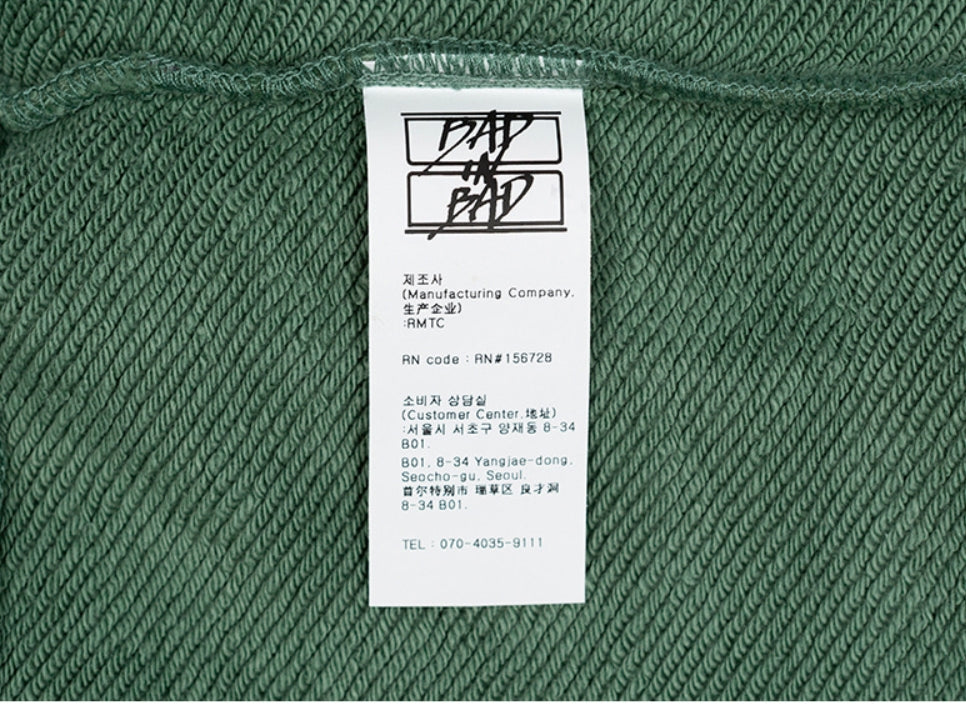 BAD
IN
BAD
제조사
(Manufacturing Company.
生产企业)
:RMTC
RN code : RN#156728
소비자 상담실
(Customer Center.地址)
:서울시 서초구 양재동 8-34
B01.
B01, 8-34 Yangjae-dong,
Seocho-gu, Seoul.
首尔特别市 瑞草区 良才洞
8-34 B01.
TEL : 070-4035-9111